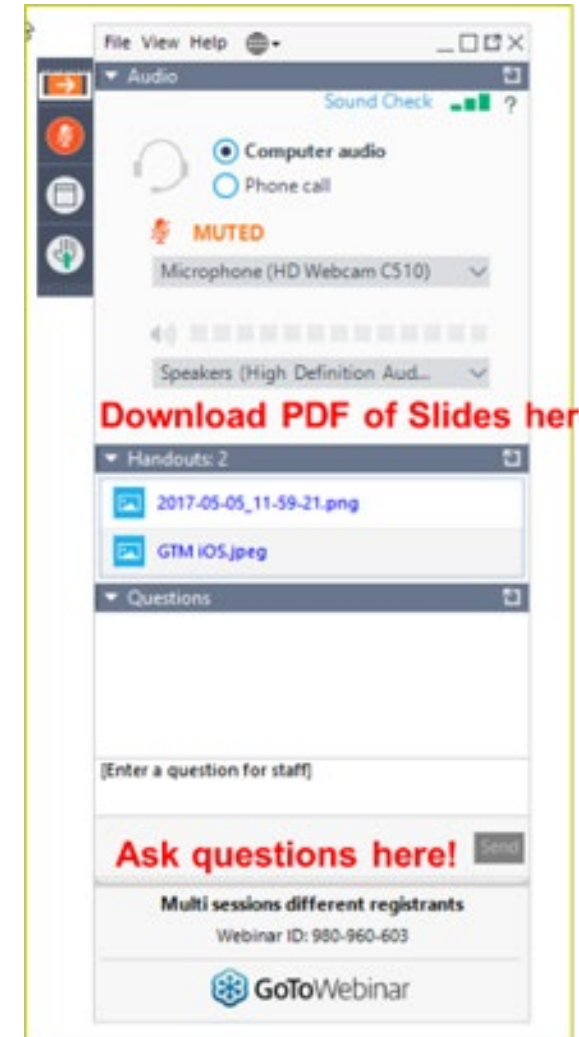 File View Help
Audio
Sound Check ?
Computer audio
Phone call
MUTED
Microphone (HD Webcam C510)
Speakers (High Definition Aud...
Download PDF of Slides her
Handouts: 2
2017-05-05_11-59-21.png
GTM iOS.jpeg
Questions
[Enter a question for staff]
Ask questions here! Send
Multi sessions different registrants
Webinar ID: 980-960-603
GoToWebinar